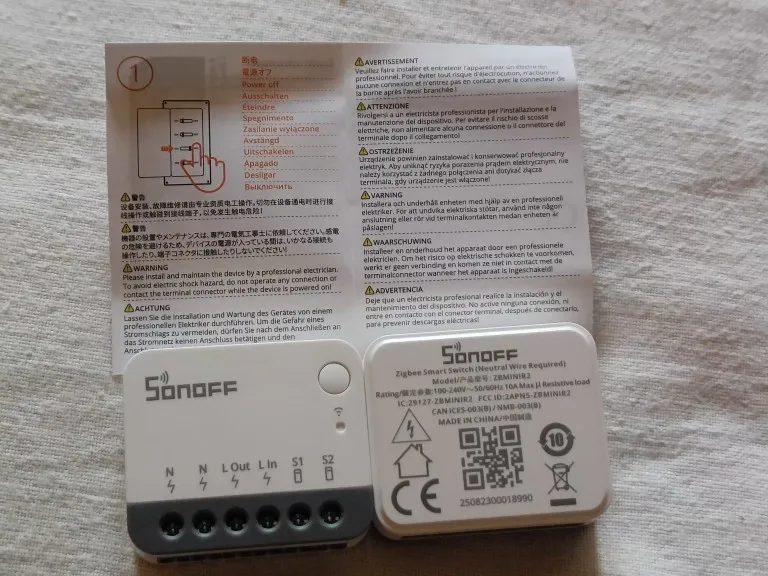 1
断电
電源オフ
Power off
Ausschalten
Éteindre
Spegnimento
Zasilanie wyłączone
Avstängd
Uitschakelen
Apagado
Desligar
Выключить
警告
设备安装、故障维修请由专业资质电工操作，切勿在设备通电时进行接
线操作或触碰到接线端子，以免发生触电危险！
警告
機器の設置やメンテナンスは、専門の電気工事士に依頼してください。感電
の危険を避けるため、デバイスの電源が入っている間は、いかなる接続も
操作したり、端子コネクタに接触したりしないでください！
WARNING
Please install and maintain the device by a professional electrician.
To avoid electric shock hazard, do not operate any connection or
contact the terminal connector while the device is powered on!
ACHTUNG
Lassen Sie die Installation und Wartung des Gerätes von einem
professionellen Elektriker durchführen. Um die Gefahr eines
Stromschlags zu vermeiden, dürfen Sie nach dem Anschließen an
das Stromnetz keinen Anschluss betätigen und den
AVERTISSEMENT
Veuillez faire installer et entretenir l'appareil par un électricien
professionnel. Pour éviter tout risque d'électrocution, n'actionnez
aucune connexion et n'entrez pas en contact avec le connecteur de
la borne après l'avoir branchée !
ATTENZIONE
Rivolgersi a un elettricista professionista per l'installazione e la
manutenzione del dispositivo. Per evitare il rischio di scosse
elettriche, non alimentare alcuna connessione o il connettore del
terminale dopo il collegamento!
OSTRZEŻENIE
Urządzenie powinien zainstalować i konserwować profesjonalny
elektryk. Aby uniknąć ryzyka porażenia prądem elektrycznym, nie
należy korzystać z żadnego połączenia ani dotykać złącza
terminala, gdy urządzenie jest włączone!
VARNING
Installera och underhåll enheten med hjälp av en professionell
elektriker. För att undvika elektriska stötar, använd inte någon
anslutning eller rör vid terminalkontakten medan enheten är
påslagen!
WAARSCHUWING
Installeer en onderhoud het apparaat door een professionele
elektricien. Om het risico op elektrische schokken te voorkomen,
werkt er geen verbinding en komen ze niet in contact met de
terminalconnector wanneer het apparaat is ingeschakeld!
ADVERTENCIA
Deje que un electricista profesional realice la instalación y el
mantenimiento del dispositivo. No active ninguna conexión, ni
entre en contacto con el conector terminal, después de conectarlo,
para prevenir descargas eléctricas!
SONOFF
N N L Out L In S1 S2
SONOFF
Zigbee Smart Switch (Neutral Wire Required)
Model/产品型号: ZBMINIR2
Rating/额定参数:100-240V~50/60Hz 10A Max μ Resistive load
IC:29127-ZBMINIR2 FCC ID:2APN5-ZBMINIR2
CAN ICES-003(B) / NMB-003(B)
MADE IN CHINA/中国制造
10
CE
25082300018990